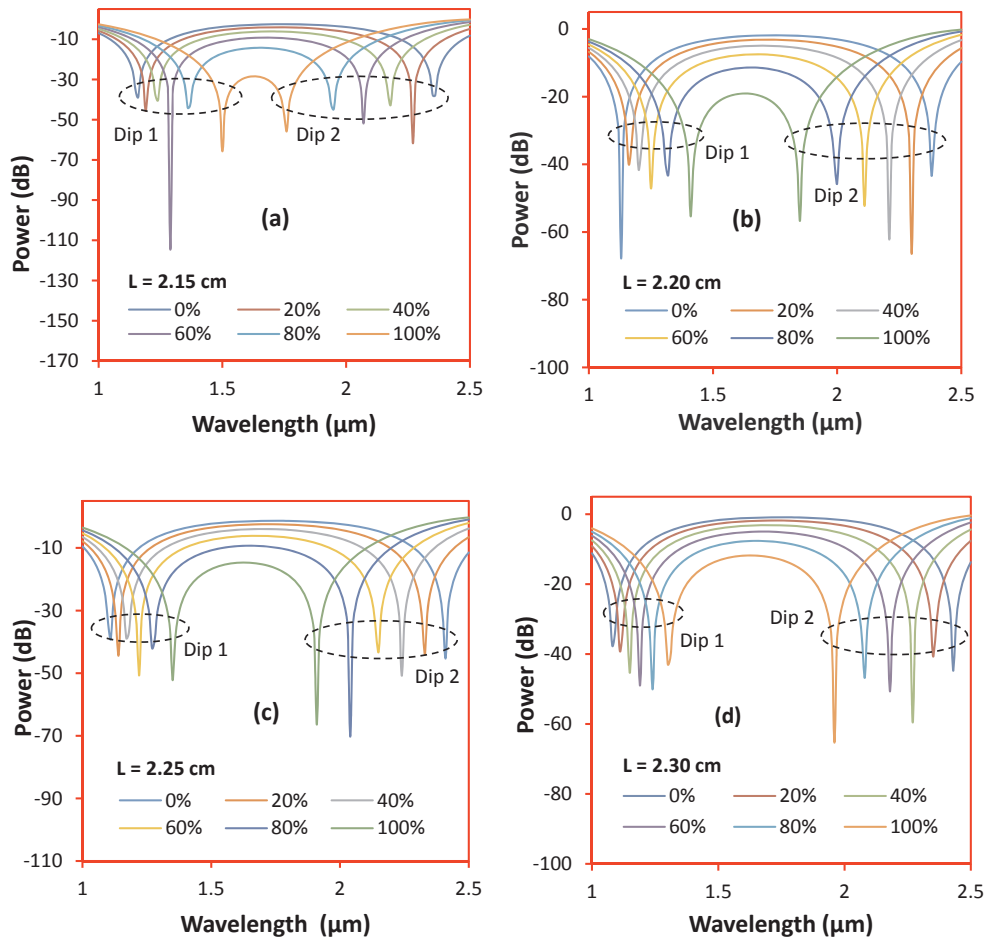 -10
-30
-50
-70
-90
-110
-130
-150
-170
Power (dB)
Dip 1
Dip 2
(a)
L = 2.15 cm
0% 20% 40%
60% 80% 100%
1 1.5 2 2.5
Wavelength (μm)
0
-20
-40
-60
-80
-100
Power (dB)
Dip 1
Dip 2
(b)
L = 2.20 cm
0% 20% 40%
60% 80% 100%
1 1.5 2 2.5
Wavelength (μm)
-10
-30
-50
-70
-90
-110
Power (dB)
Dip 1
Dip 2
(c)
L = 2.25 cm
0% 20% 40%
60% 80% 100%
1 1.5 2 2.5
Wavelength (μm)
0
-20
-40
-60
-80
-100
Power (dB)
Dip 1
Dip 2
(d)
L = 2.30 cm
0% 20% 40%
60% 80% 100%
1 1.5 2 2.5
Wavelength (μm)